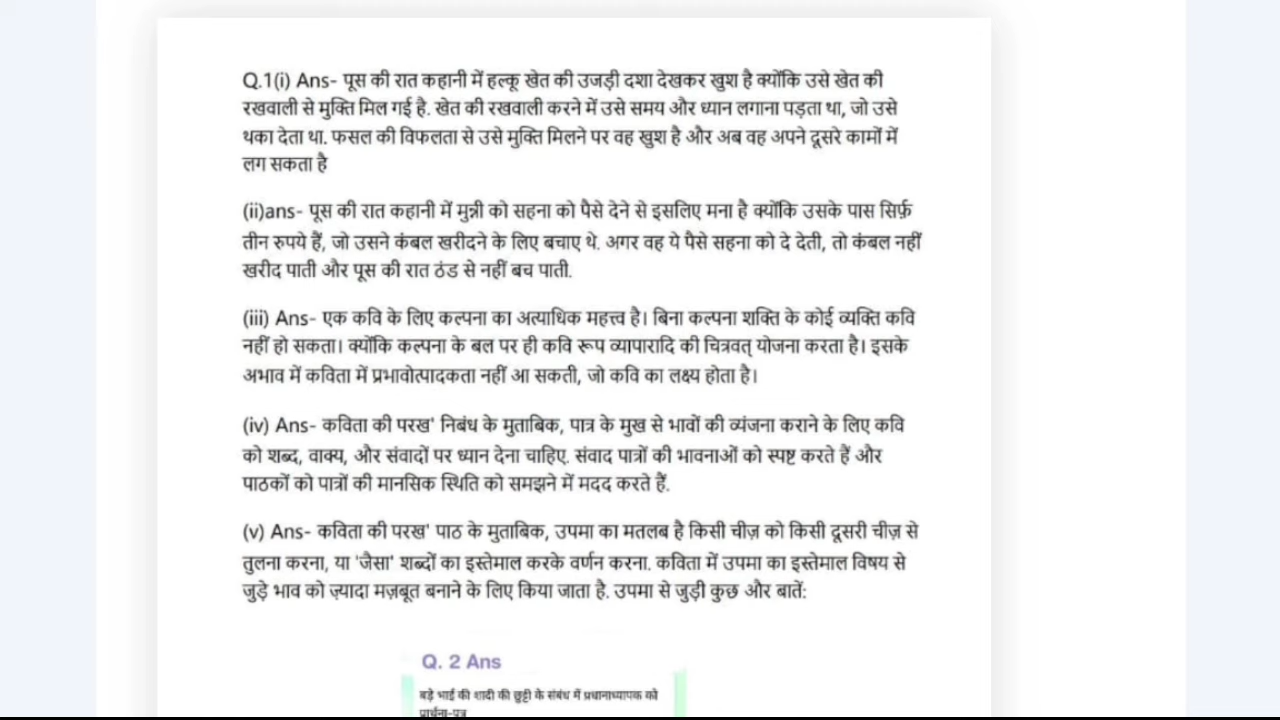 Q.1(i) Ans- पूस की रात कहानी में हल्कू खेत की उजड़ी दशा देखकर खुश है क्योंकि उसे खेत की
रखवाली से मुक्ति मिल गई है. खेत की रखवाली करने में उसे समय और ध्यान लगाना पड़ता था, जो उसे
थका देता था. फसल की विफलता से उसे मुक्ति मिलने पर वह खुश है और अब वह अपने दूसरे कामों में
लग सकता है
(ii)ans- पूस की रात कहानी में मुन्नी को सहना को पैसे देने से इसलिए मना है क्योंकि उसके पास सिर्फ़
तीन रुपये हैं, जो उसने कंबल खरीदने के लिए बचाए थे. अगर वह ये पैसे सहना को दे देती, तो कंबल नहीं
खरीद पाती और पूस की रात ठंड से नहीं बच पाती.
(iii) Ans- एक कवि के लिए कल्पना का अत्याधिक महत्त्व है। बिना कल्पना शक्ति के कोई व्यक्ति कवि
नहीं हो सकता। क्योंकि कल्पना के बल पर ही कवि रूप व्यापारादि की चित्रवत् योजना करता है। इसके
अभाव में कविता में प्रभावोत्पादकता नहीं आ सकती, जो कवि का लक्ष्य होता है।
(iv) Ans- कविता की परख' निबंध के मुताबिक, पात्र के मुख से भावों की व्यंजना कराने के लिए कवि
को शब्द, वाक्य, और संवादों पर ध्यान देना चाहिए. संवाद पात्रों की भावनाओं को स्पष्ट करते हैं और
पाठकों को पात्रों की मानसिक स्थिति को समझने में मदद करते हैं.
(v) Ans- कविता की परख' पाठ के मुताबिक, उपमा का मतलब है किसी चीज़ को किसी दूसरी चीज़ से
तुलना करना, या 'जैसा' शब्दों का इस्तेमाल करके वर्णन करना. कविता में उपमा का इस्तेमाल विषय से
जुड़े भाव को ज़्यादा मज़बूत बनाने के लिए किया जाता है. उपमा से जुड़ी कुछ और बातें:
Q. 2 Ans
बड़े भाई की शादी की छुट्टी के संबंध में प्रधानाध्यापक को
प्रार्थना-पत्र